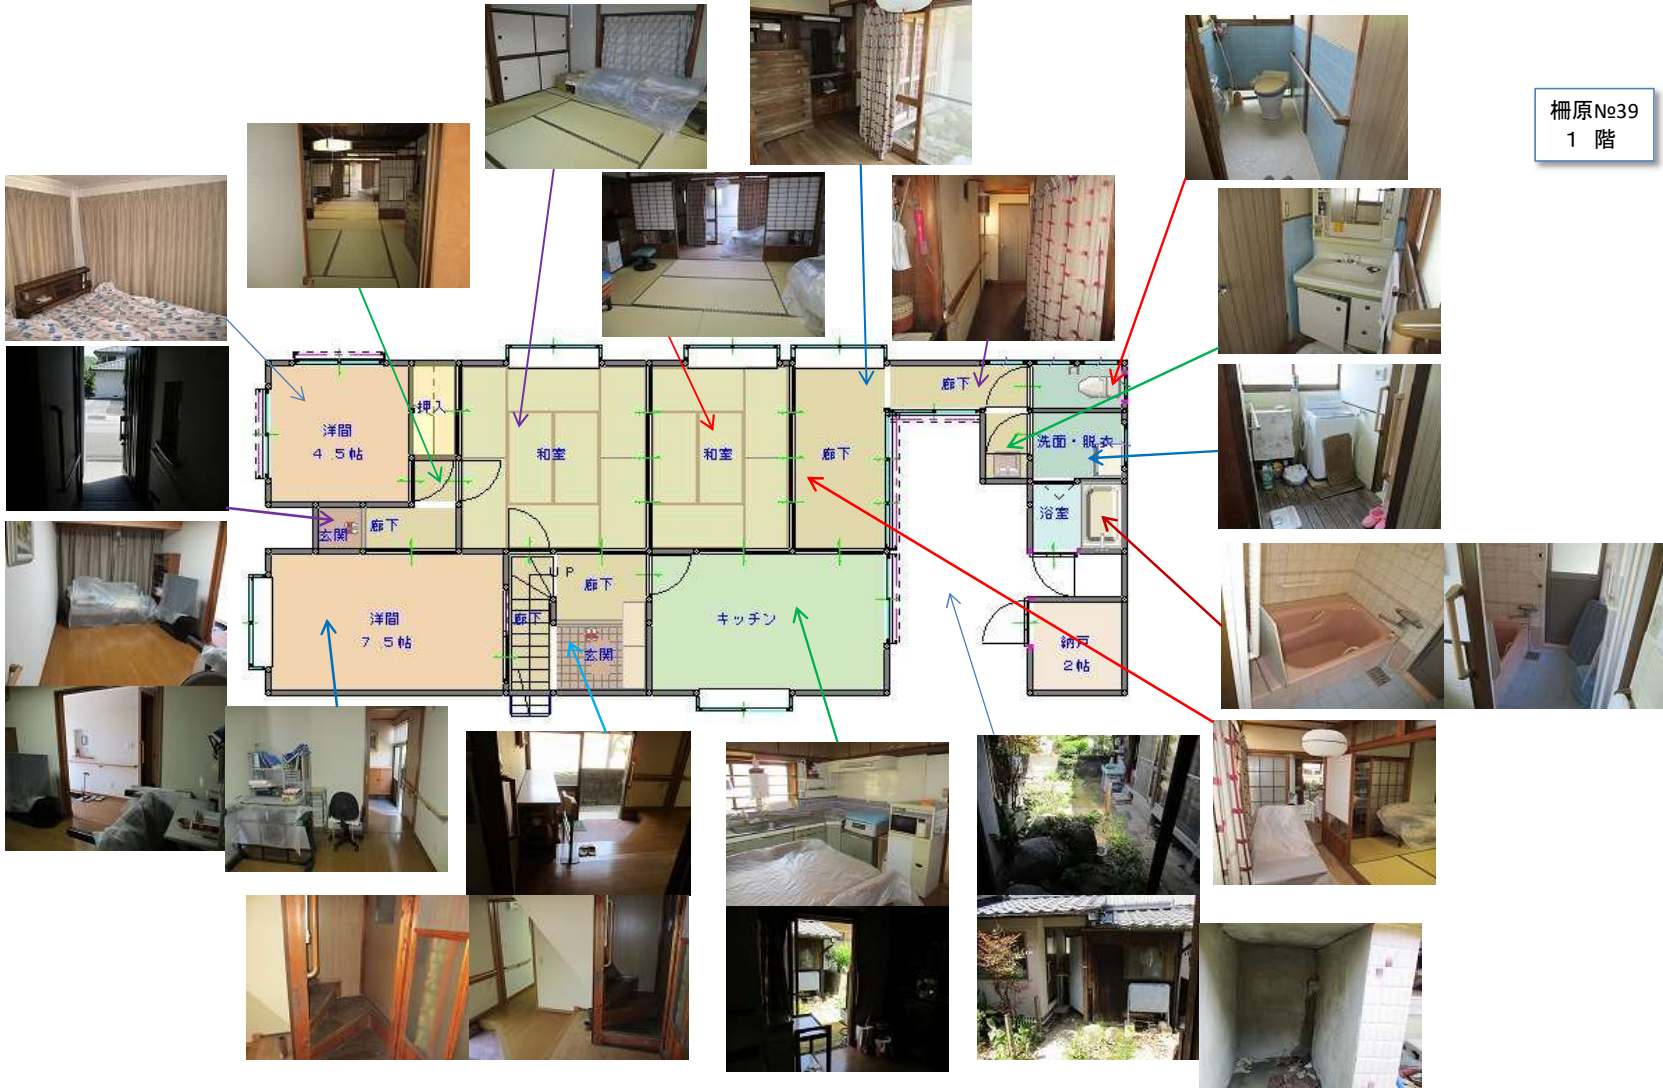 柵原№39
1 階
廊下
押入
洋間
4.5帖
和室
和室
廊下
洗面・脱衣
浴室
玄関
廊下
UP
廊下
洋間
7.5帖
廊下
キッチン
玄関
納戸
2帖